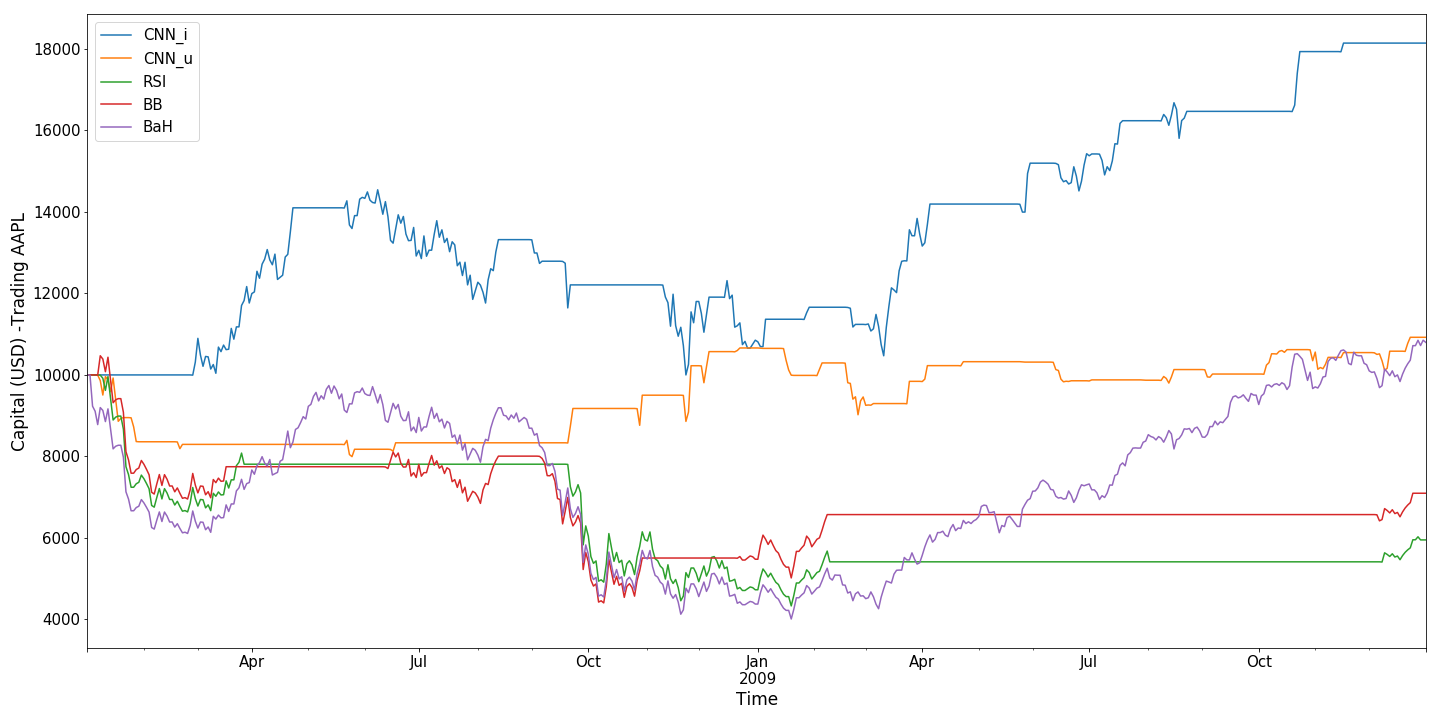 CNN_i
CNN_u
RSI
BB
BaH
Capital (USD) -Trading AAPL
18000
16000
14000
12000
10000
8000
6000
4000
Apr
Jul
Oct
Jan
2009
Apr
Jul
Oct
Time